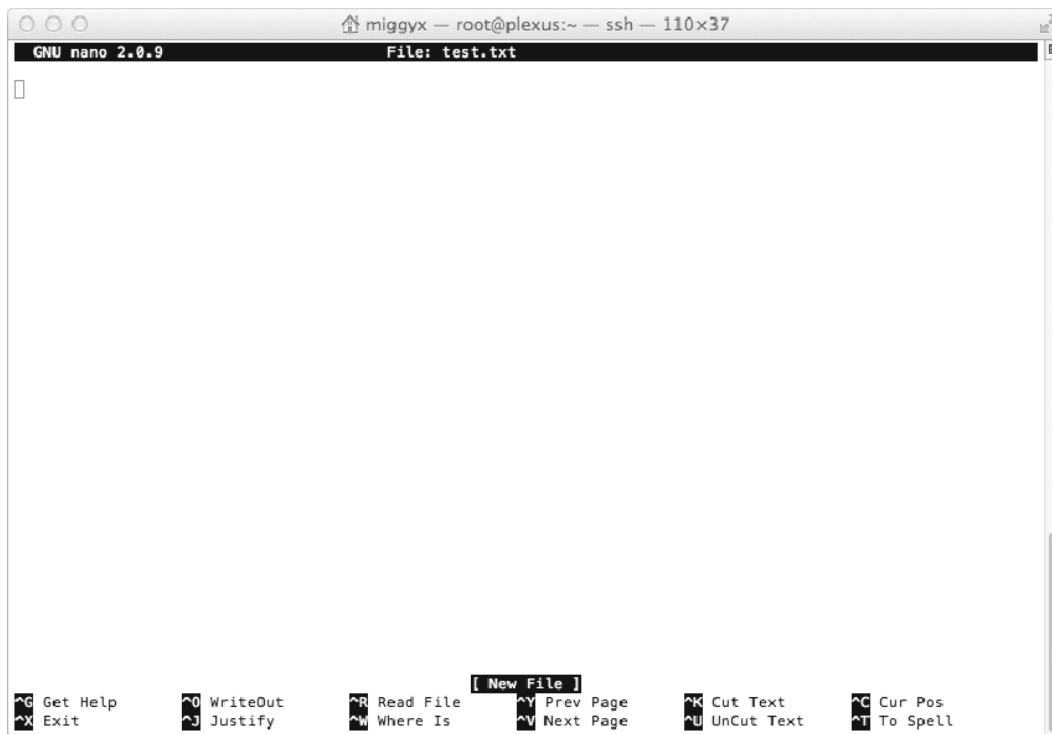 miggyx — root@plexus:~ — ssh — 110×37
GNU nano 2.0.9 File: test.txt
[ New File ]
^G Get Help ^O WriteOut ^R Read File ^Y Prev Page ^K Cut Text ^C Cur Pos
^X Exit ^J Justify ^W Where Is ^V Next Page ^U UnCut Text ^T To Spell